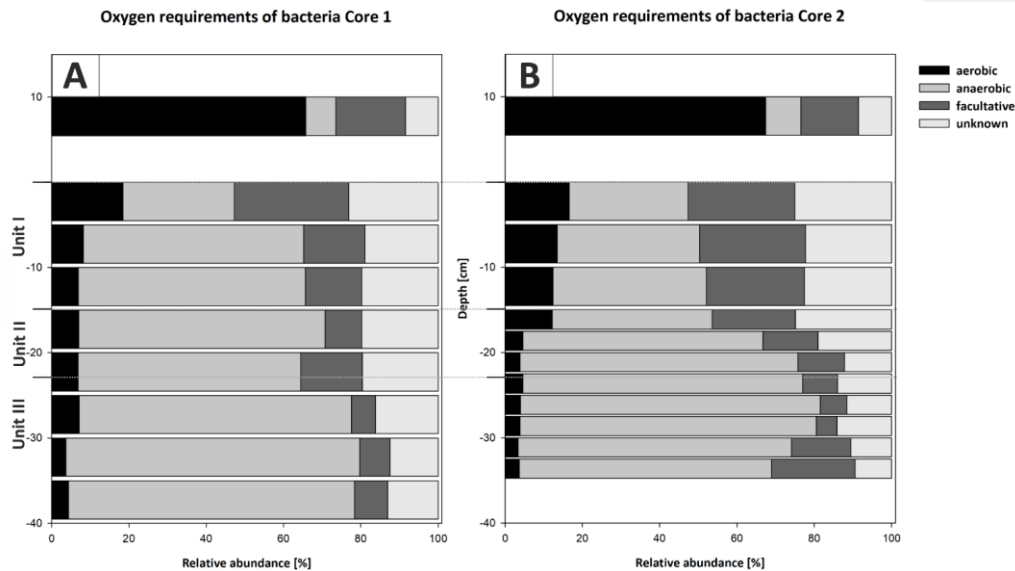 Oxygen requirements of bacteria Core 1
Oxygen requirements of bacteria Core 2
A
B
aerobic
anaerobic
facultative
unknown
10
-10
-20
-30
-40
Unit I
Unit II
Unit III
0 20 40 60 80 100
Relative abundance [%]
Depth [cm]
10
-10
-20
-30
-40
0 20 40 60 80 100
Relative abundance [%]